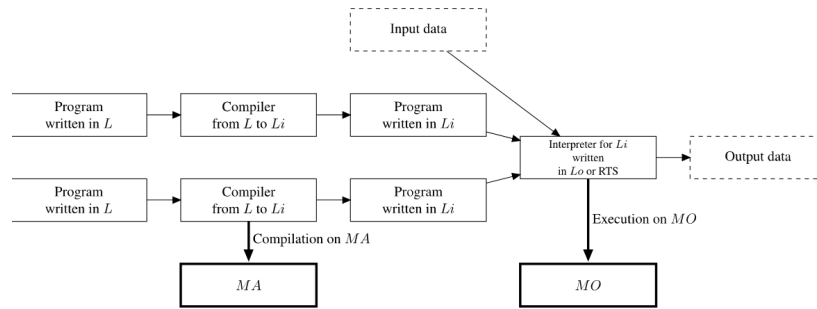 Input data
Program
written in L
Compiler
from L to Li
Program
written in Li
Interpreter for Li
written
in Lo or RTS
Output data
Program
written in L
Compiler
from L to Li
Program
written in Li
Compilation on MA
Execution on MO
MA
MO